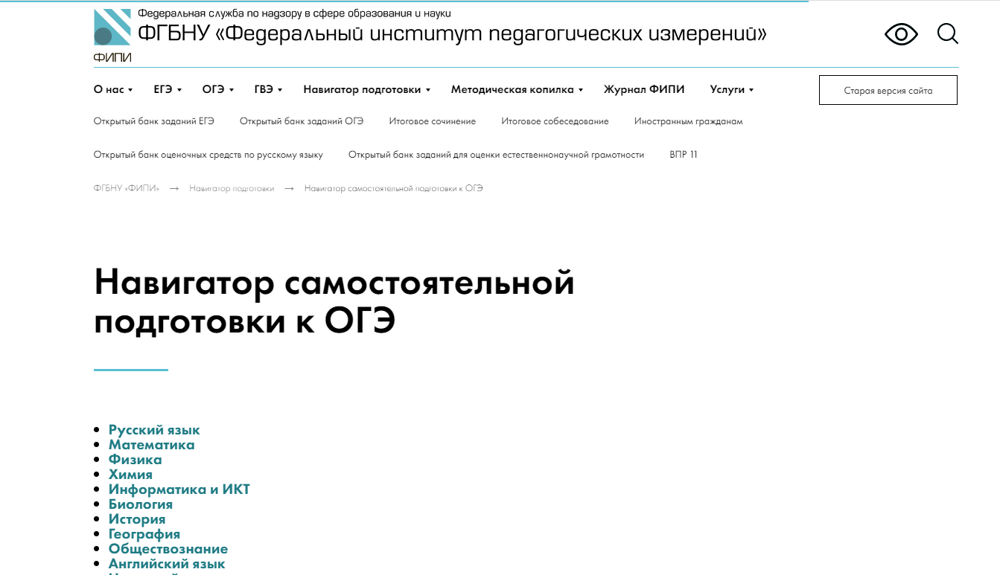 Федеральная служба по надзору в сфере образования и науки
ФГБНУ «Федеральный институт педагогических измерений»
ФИПИ
О нас ЕГЭ ОГЭ ГВЭ Навигатор подготовки Методическая копилка Журнал ФИПИ Услуги Старая версия сайта
Открытый банк заданий ЕГЭ Открытый банк заданий ОГЭ Итоговое сочинение Итоговое собеседование Иностранным гражданам
Открытый банк оценочных средств по русскому языку Открытый банк заданий для оценки естественнонаучной грамотности ВПР 11
ФГБНУ «ФИПИ» → Навигатор подготовки → Навигатор самостоятельной подготовки к ОГЭ
Навигатор самостоятельной
подготовки к ОГЭ
Русский язык
Математика
Физика
Химия
Информатика и ИКТ
Биология
История
География
Обществознание
Английский язык